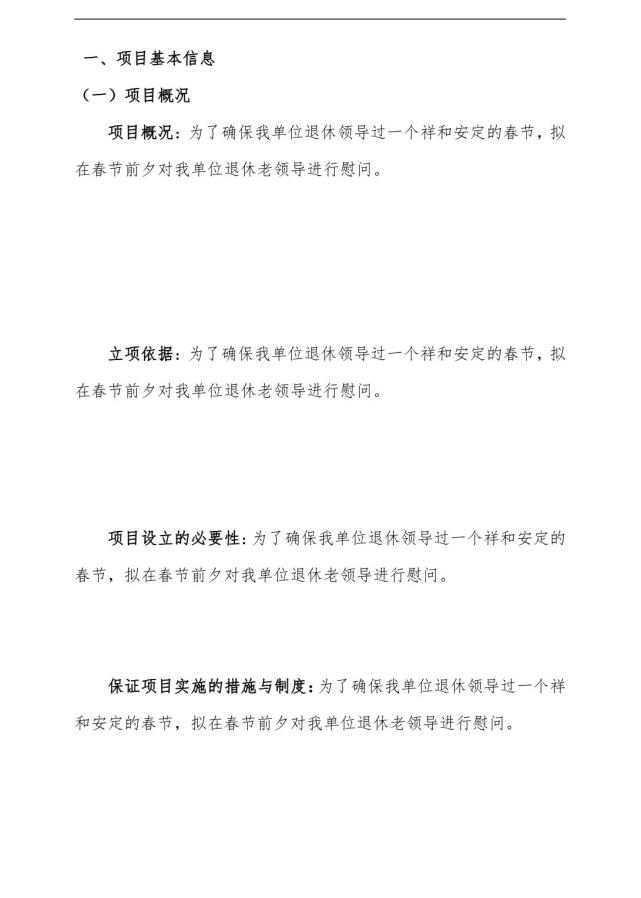 一、项目基本信息
（一）项目概况
项目概况：为了确保我单位退休领导过一个祥和安定的春节，拟
在春节前夕对我单位退休老领导进行慰问。
立项依据：为了确保我单位退休领导过一个祥和安定的春节，拟
在春节前夕对我单位退休老领导进行慰问。
项目设立的必要性：为了确保我单位退休领导过一个祥和安定的
春节，拟在春节前夕对我单位退休老领导进行慰问。
保证项目实施的措施与制度：为了确保我单位退休领导过一个祥
和安定的春节，拟在春节前夕对我单位退休老领导进行慰问。